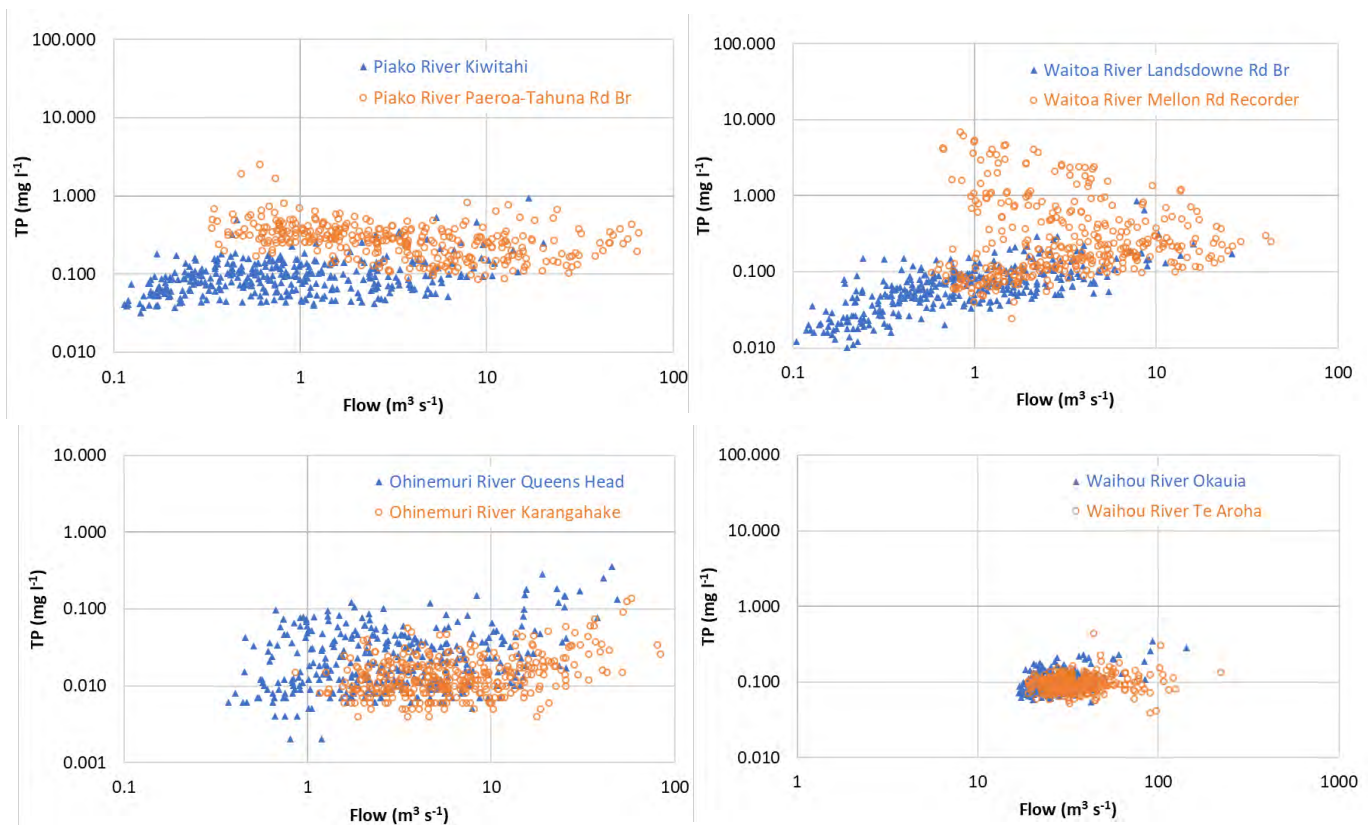 100.000
10.000
1.000
0.100
0.010
TP (mg l-1)
0.1
1
10
100
Flow (m3 s-1)
Piako River Kiwitahi
Piako River Paeroa-Tahuna Rd Br
100.000
10.000
1.000
0.100
0.010
TP (mg l-1)
0.1
1
10
100
Flow (m3 s-1)
Waitoa River Landsdowne Rd Br
Waitoa River Mellon Rd Recorder
10.000
1.000
0.100
0.010
0.001
TP (mg l-1)
0.1
1
10
100
Flow (m3 s-1)
Ohinemuri River Queens Head
Ohinemuri River Karangahake
100.000
10.000
1.000
0.100
0.010
TP (mg l-1)
1
10
100
1000
Flow (m3 s-1)
Waihou River Okauia
Waihou River Te Aroha